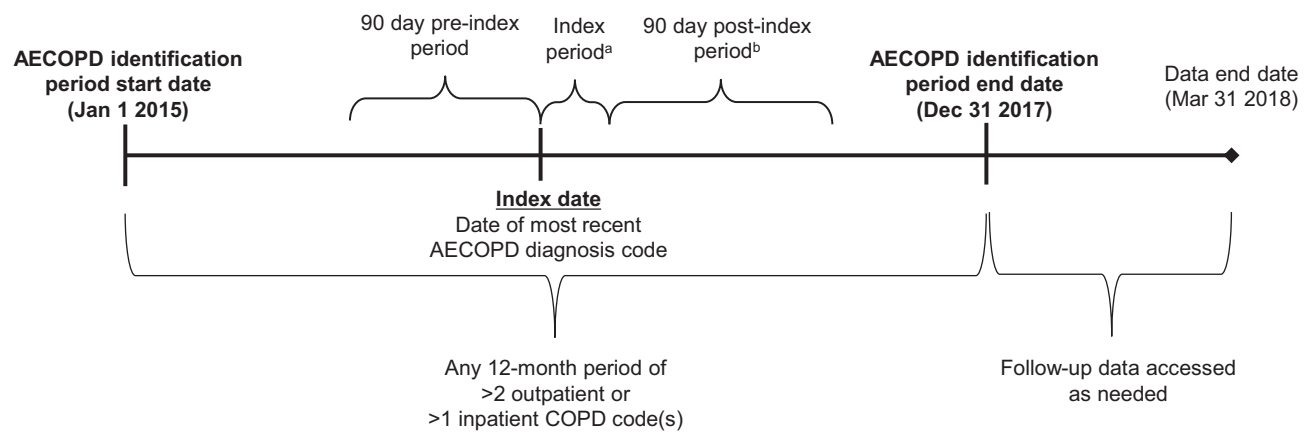 90 day pre-index
period
Index
periodᵃ
90 day post-index
periodᵇ
AECOPD identification
period start date
(Jan 1 2015)
AECOPD identification
period end date
(Dec 31 2017)
Data end date
(Mar 31 2018)
Index date
Date of most recent
AECOPD diagnosis code
Any 12-month period of
>2 outpatient or
>1 inpatient COPD code(s)
Follow-up data accessed
as needed